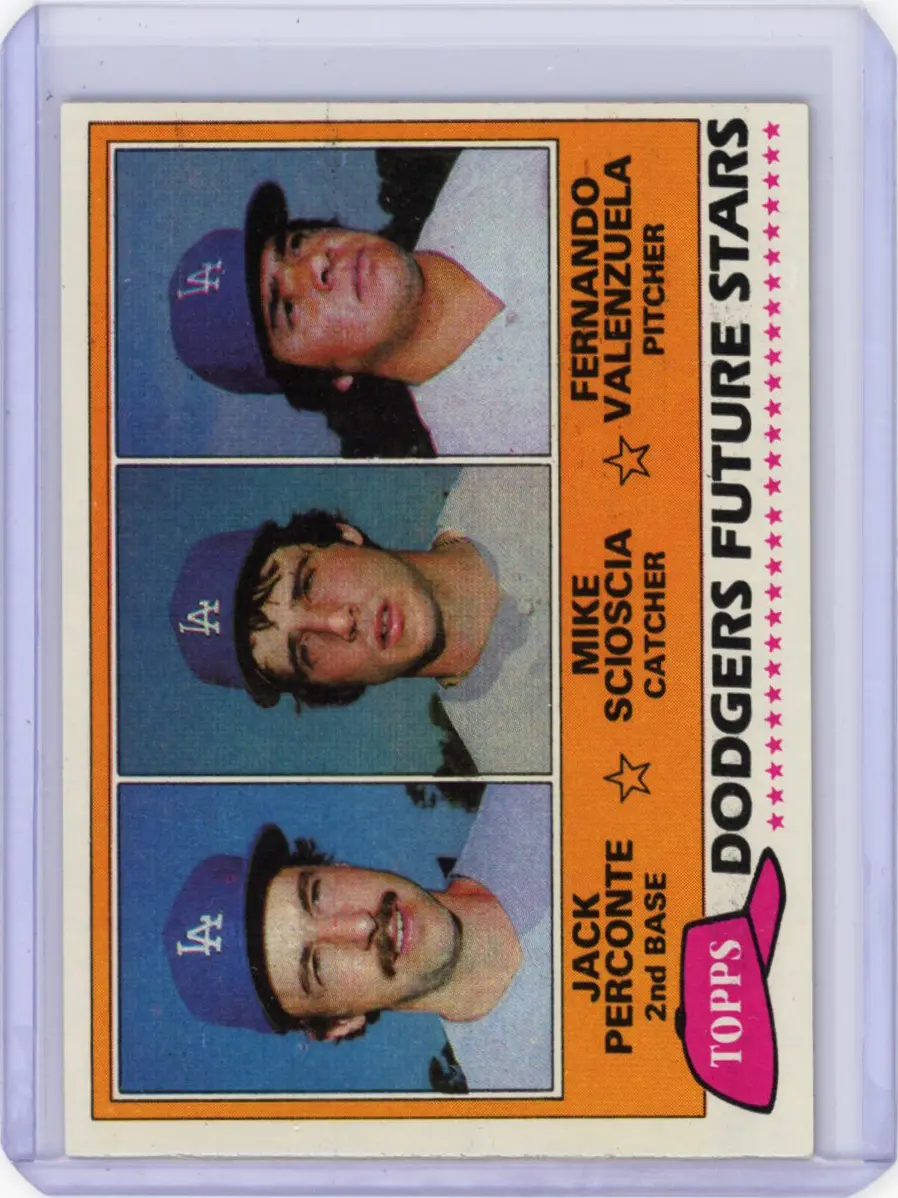 JACK
PERCONTE
2nd BASE
MIKE
SCIOSCIA
CATCHER
FERNANDO
VALENZUELA
PITCHER
TOPPS
DODGERS FUTURE STARS
LA
LA
LA